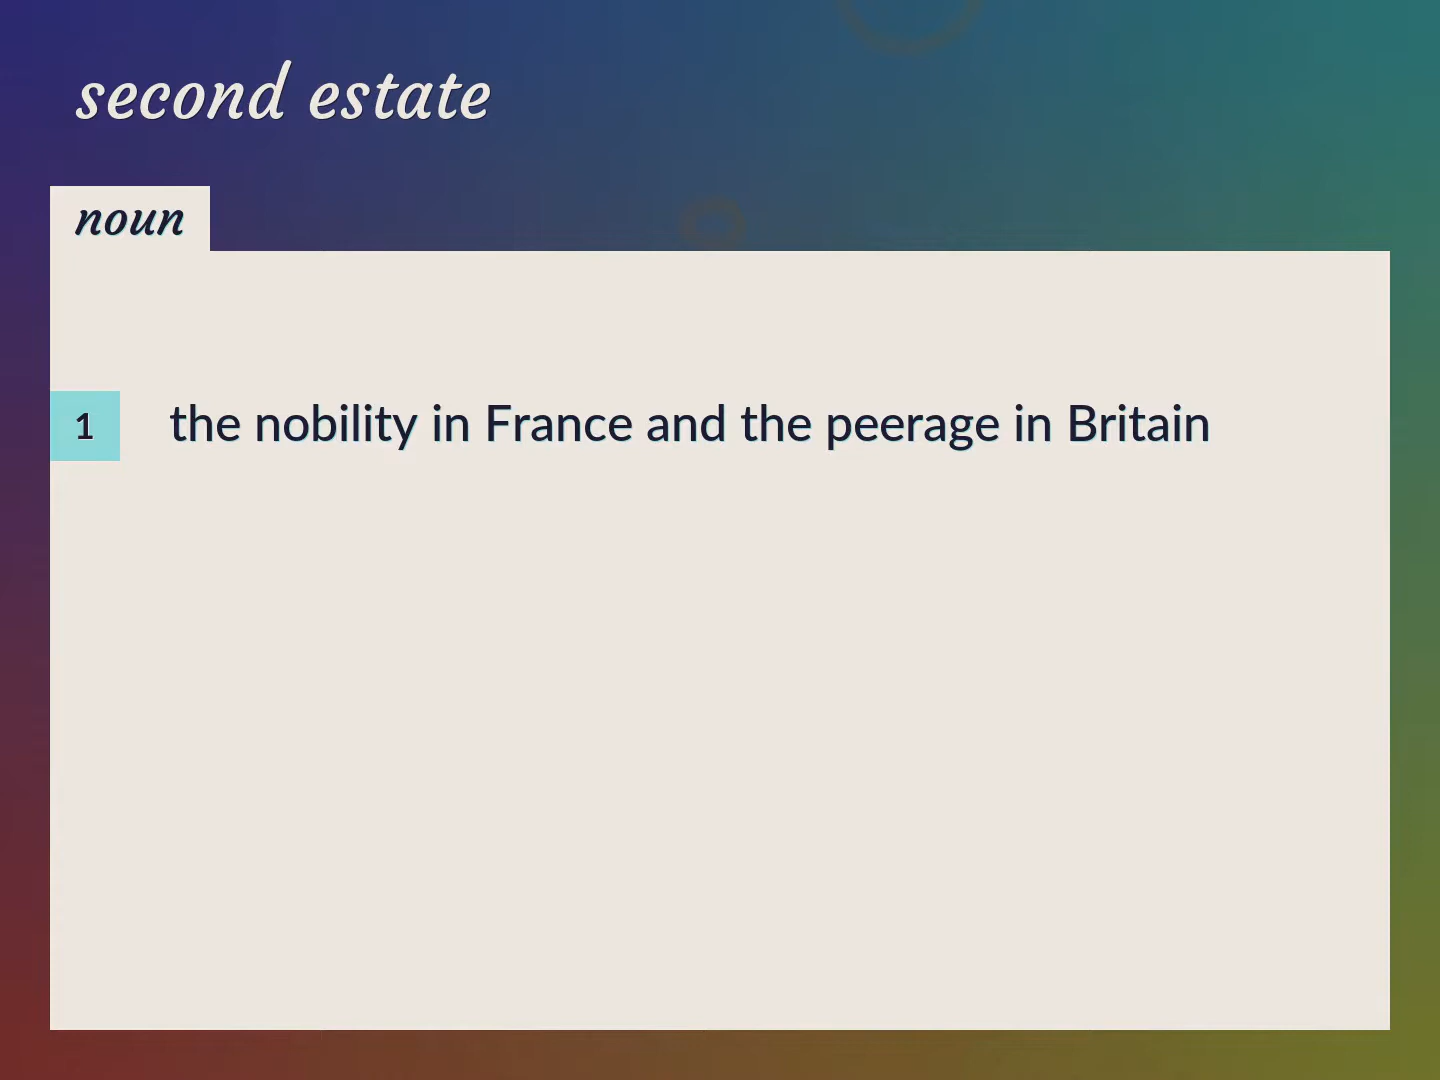 second estate
noun
1 the nobility in France and the peerage in Britain